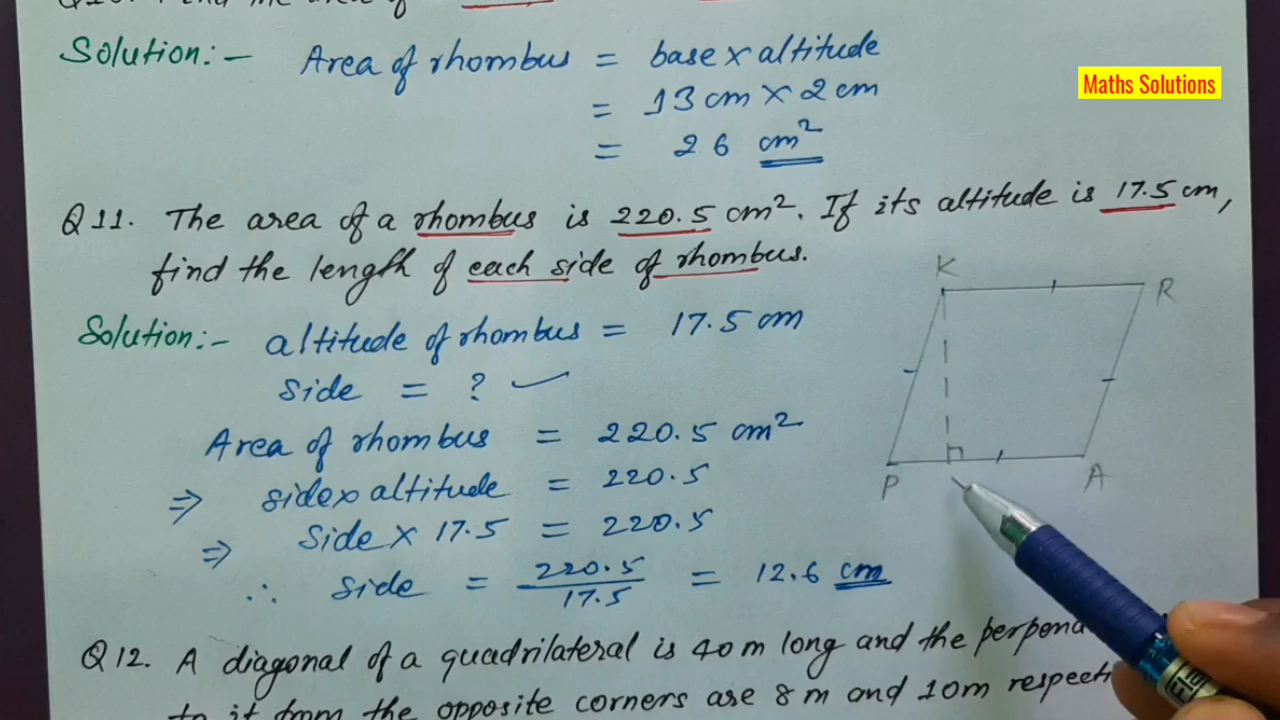 Solution:- Area of rhombus = base x altitude
= 13 cm x 2 cm
= 26 cm²
Maths Solutions
Q11. The area of a rhombus is 220.5 cm². If its altitude is 17.5 cm,
find the length of each side of rhombus.
Solution:- altitude of rhombus = 17.5 cm
Side = ? ✓
Area of rhombus = 220.5 cm²
⇒ side x altitude = 220.5
⇒ Side x 17.5 = 220.5
∴ Side = 220.5/17.5 = 12.6 cm
K
R
P
A
Q12. A diagonal of a quadrilateral is 40 m long and the
to it from the opposite corners are 8 m and 10m